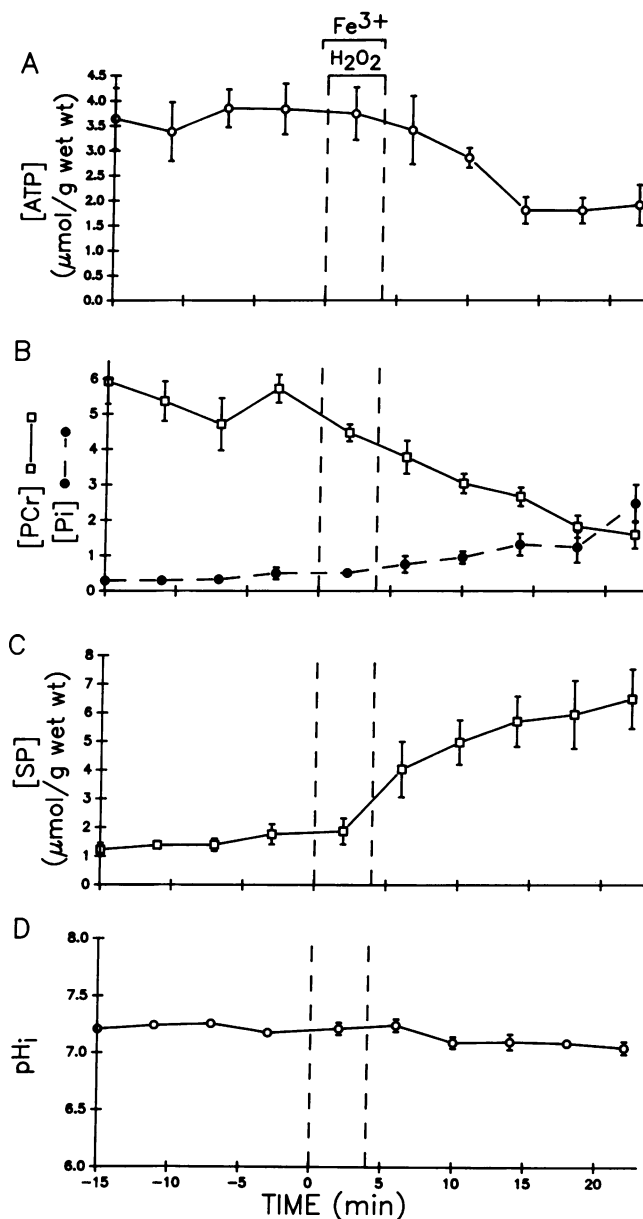 A
Fe3+
H2O2
4.5
4.0
3.5
3.0
2.5
2.0
1.5
1.0
0.5
0.0
[ATP]
(μmol/g wet wt)
B
6
5
4
3
2
1
0
[PCr]
[Pi]
C
8
7
6
5
4
3
2
1
0
[SP]
(μmol/g wet wt)
D
8.0
7.5
7.0
6.5
6.0
pHi
-15 -10 -5 0 5 10 15 20
TIME (min)